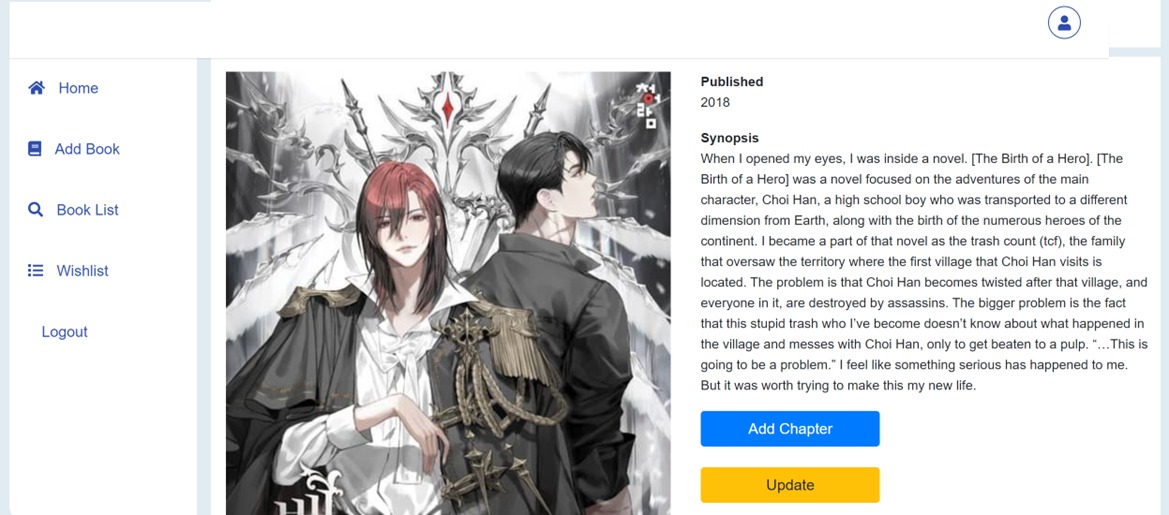 Home
Add Book
Book List
Wishlist
Logout
청
어
람
Published
2018
Synopsis
When I opened my eyes, I was inside a novel. [The Birth of a Hero]. [The
Birth of a Hero] was a novel focused on the adventures of the main
character, Choi Han, a high school boy who was transported to a different
dimension from Earth, along with the birth of the numerous heroes of the
continent. I became a part of that novel as the trash count (tcf), the family
that oversaw the territory where the first village that Choi Han visits is
located. The problem is that Choi Han becomes twisted after that village, and
everyone in it, are destroyed by assassins. The bigger problem is the fact
that this stupid trash who I’ve become doesn’t know about what happened in
the village and messes with Choi Han, only to get beaten to a pulp. “…This is
going to be a problem.” I feel like something serious has happened to me.
But it was worth trying to make this my new life.
Add Chapter
Update